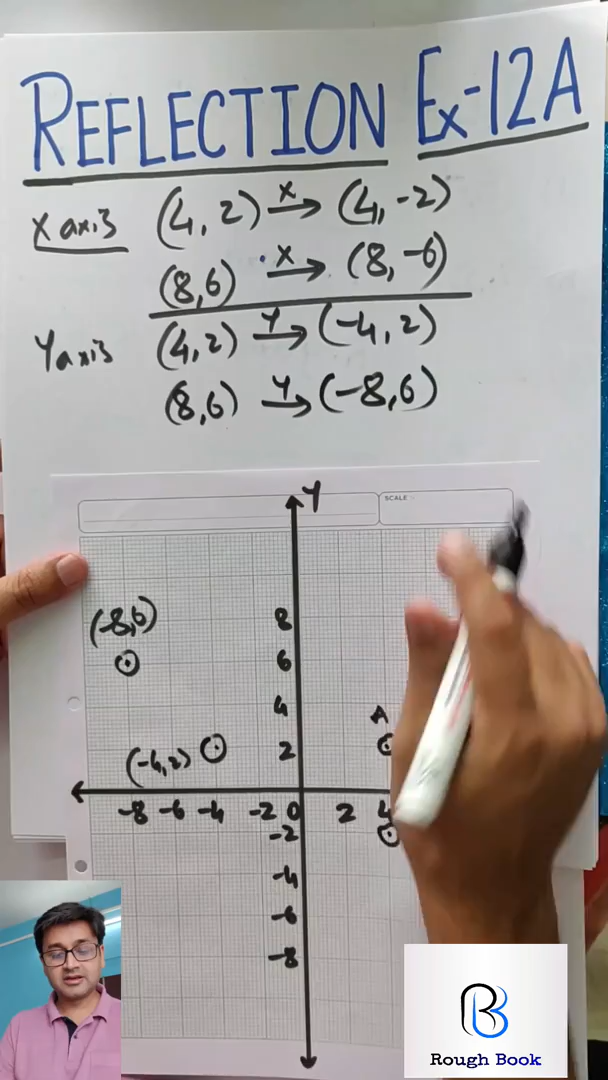 REFLECTION Ex-12A
X axis (4,2) X→ (4,-2)
(8,6) X→ (8,-6)
Y axis (4,2) Y→ (-4,2)
(8,6) Y→ (-8,6)
Y
SCALE :-
(-8,6)
8
6
4
A
(-4,2)
2
-8 -6 -4 -2 0 2 4
-2
-4
-6
-8
Rough Book